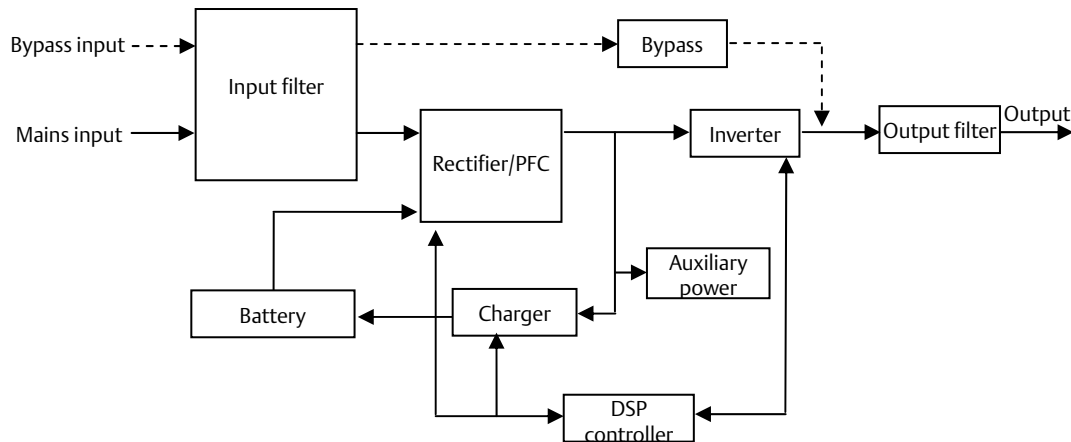 Bypass input
Mains input
Input filter
Bypass
Rectifier/PFC
Inverter
Output filter
Output
Auxiliary
power
Battery
Charger
DSP
controller